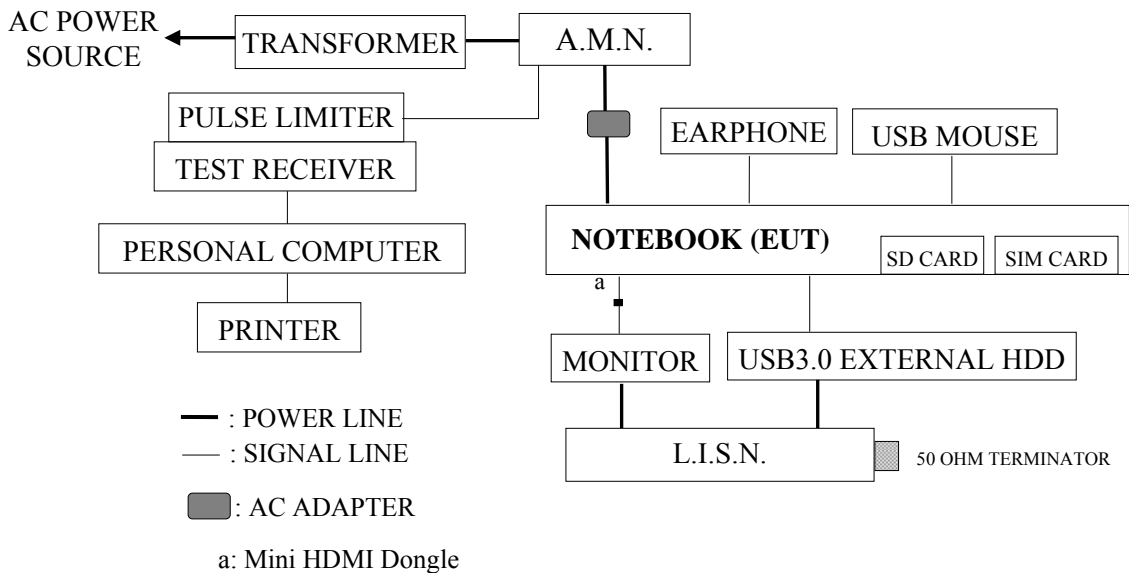 AC POWER
SOURCE
TRANSFORMER
A.M.N.
PULSE LIMITER
TEST RECEIVER
PERSONAL COMPUTER
PRINTER
EARPHONE
USB MOUSE
NOTEBOOK (EUT)
SD CARD
SIM CARD
a
MONITOR
USB3.0 EXTERNAL HDD
L.I.S.N.
50 OHM TERMINATOR
: POWER LINE
: SIGNAL LINE
: AC ADAPTER
a: Mini HDMI Dongle